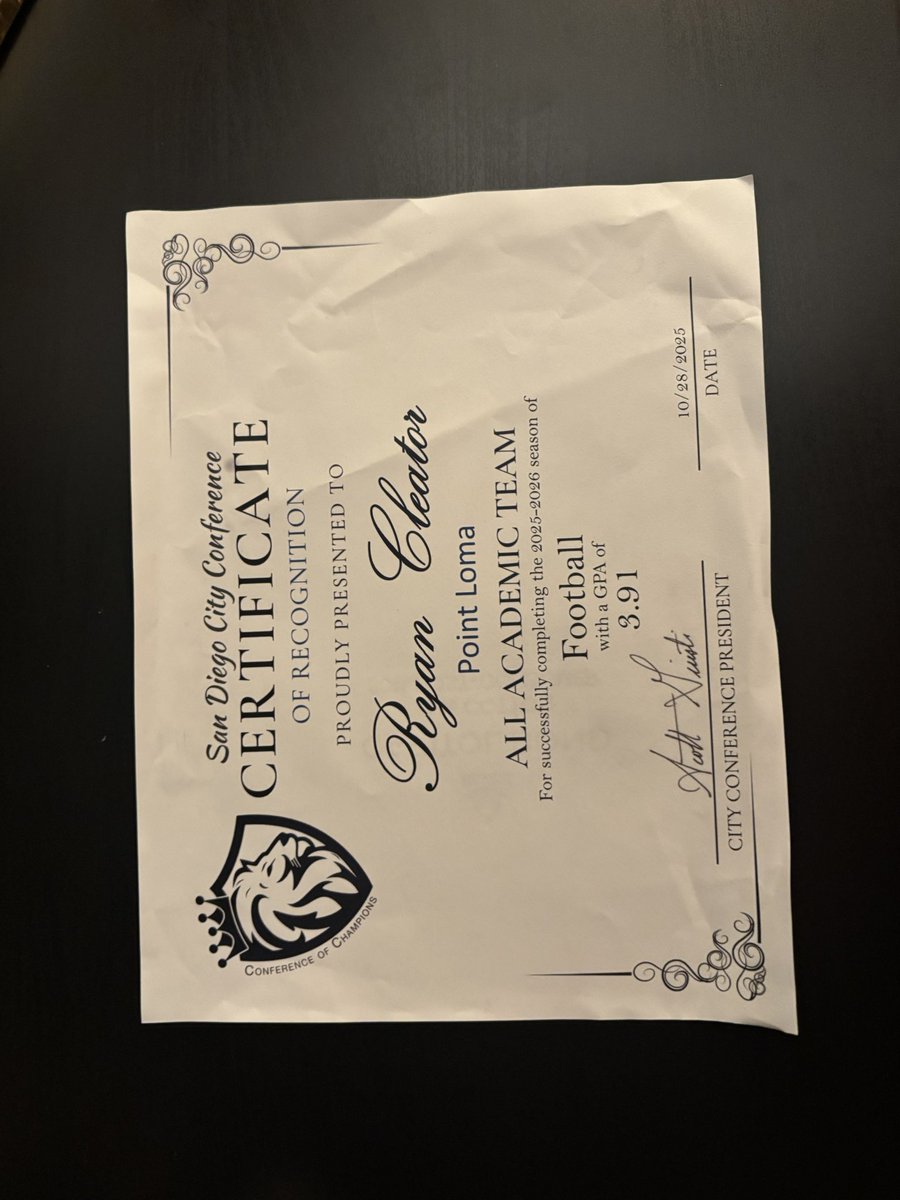 San Diego City Conference
CERTIFICATE
OF RECOGNITION
PROUDLY PRESENTED TO
Ryan Cleator
Point Loma
ALL ACADEMIC TEAM
For successfully completing the 2025-2026 season of
Football
with a GPA of
3.91
CONFERENCE OF CHAMPIONS
Scott Giusti
CITY CONFERENCE PRESIDENT
10/28/2025
DATE